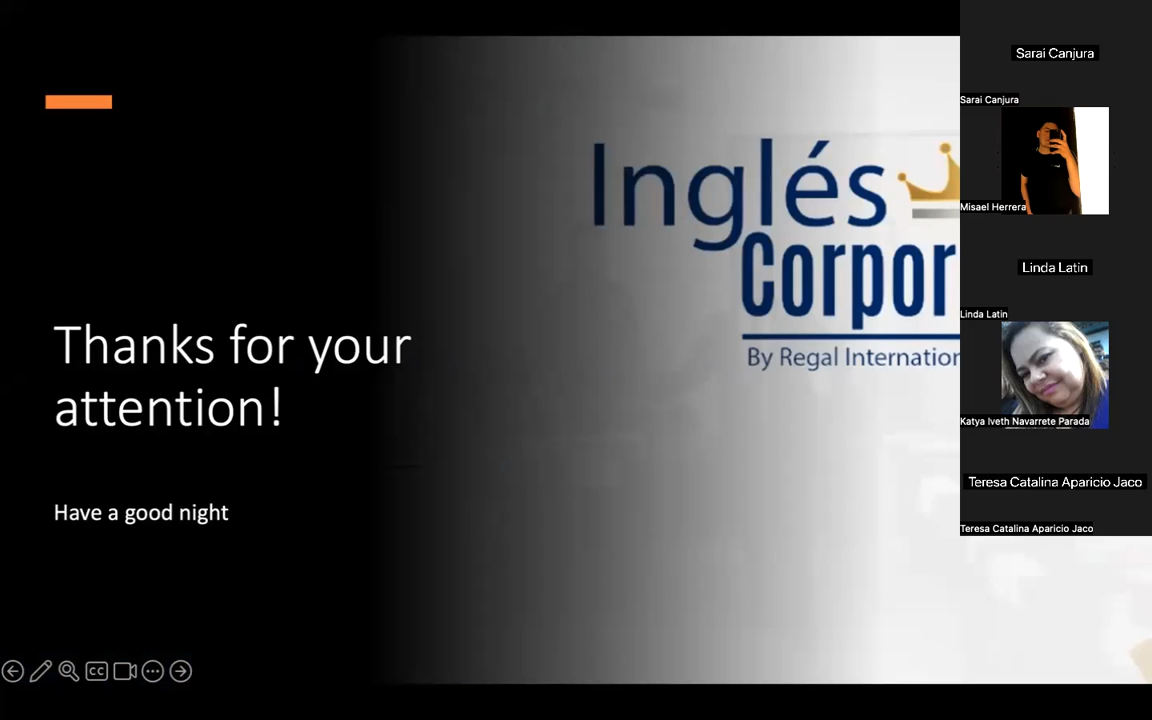 Thanks for your
attention!
Have a good night
Inglés
Corpor
By Regal Internation
CC
Sarai Canjura
Sarai Canjura
Misael Herrera
Linda Latin
Linda Latin
Katya Iveth Navarrete Parada
Teresa Catalina Aparicio Jaco
Teresa Catalina Aparicio Jaco